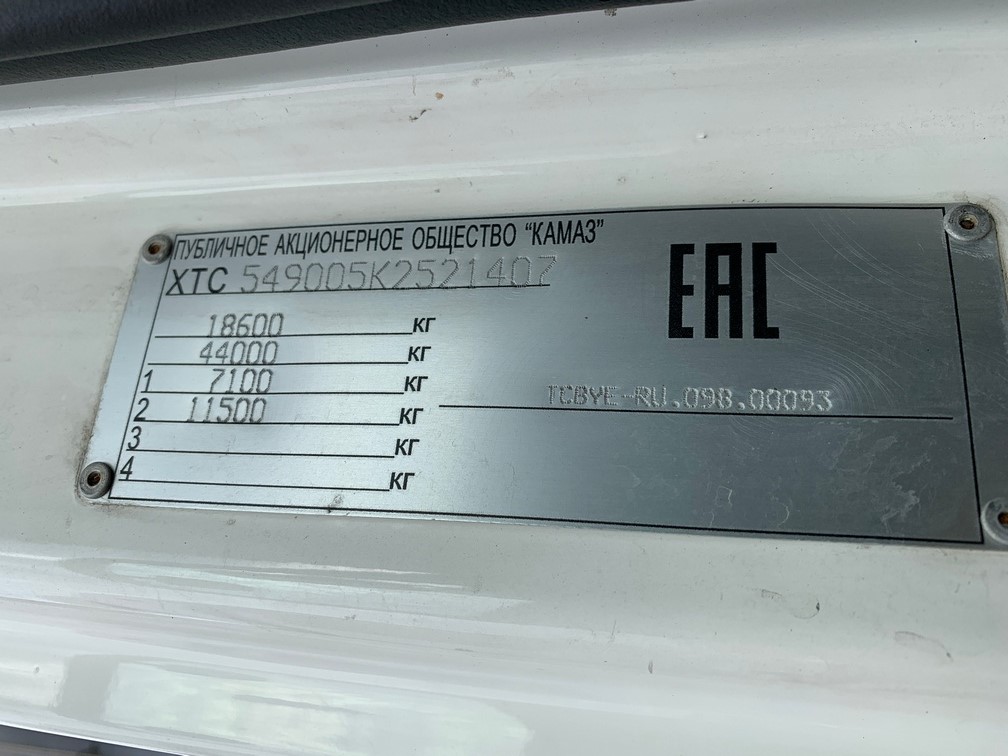 ПУБЛИЧНОЕ АКЦИОНЕРНОЕ ОБЩЕСТВО "КАМАЗ"
XTC 549005K2521407
EAC
18600 КГ
44000 КГ
1 7100 КГ
2 11500 КГ
TCBYE-RU.098.00093
3 КГ
4 КГ